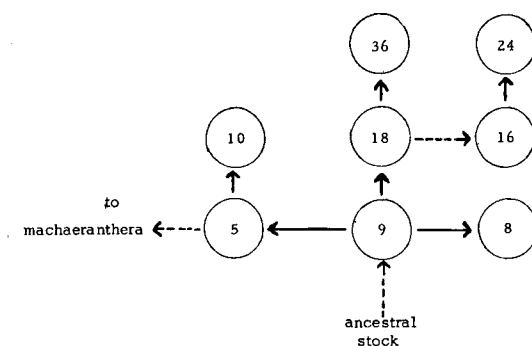 36 24
10 18 16
to
machaeranthera 5 9 8
ancestral
stock